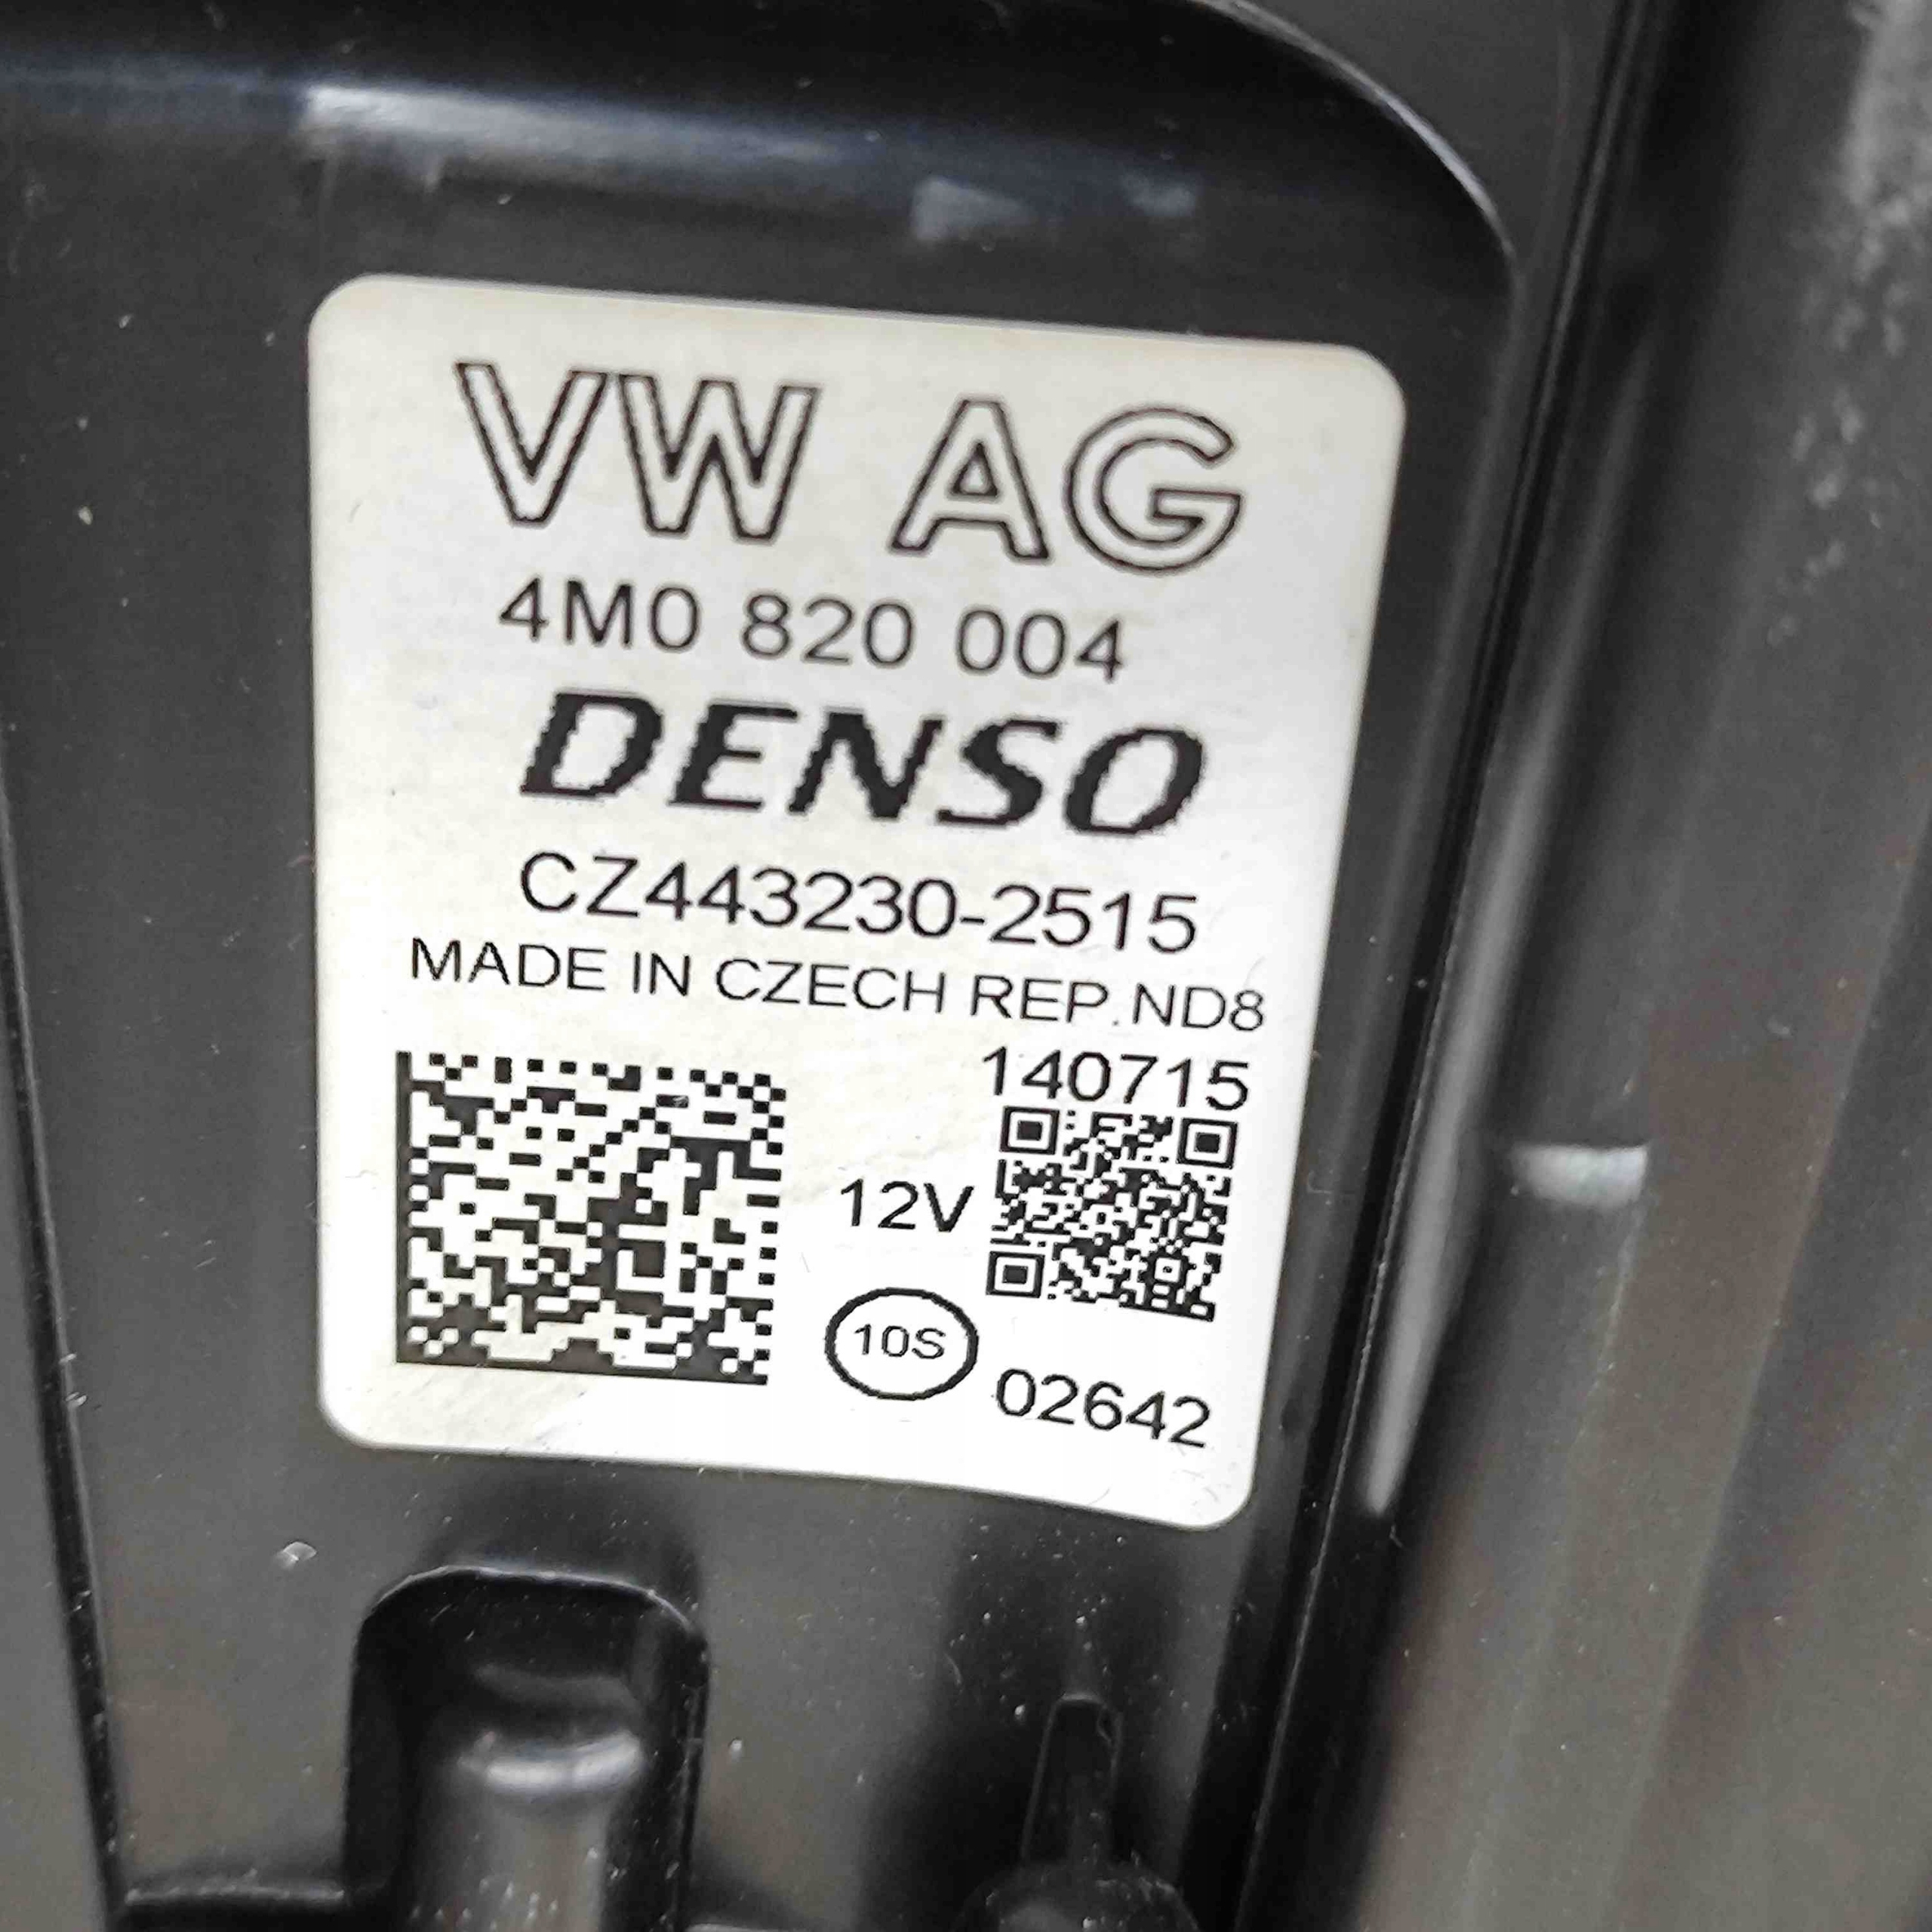 VW AG
4M0 820 004
DENSO
CZ443230-2515
MADE IN CZECH REP.ND8
140715
12V
10S
02642